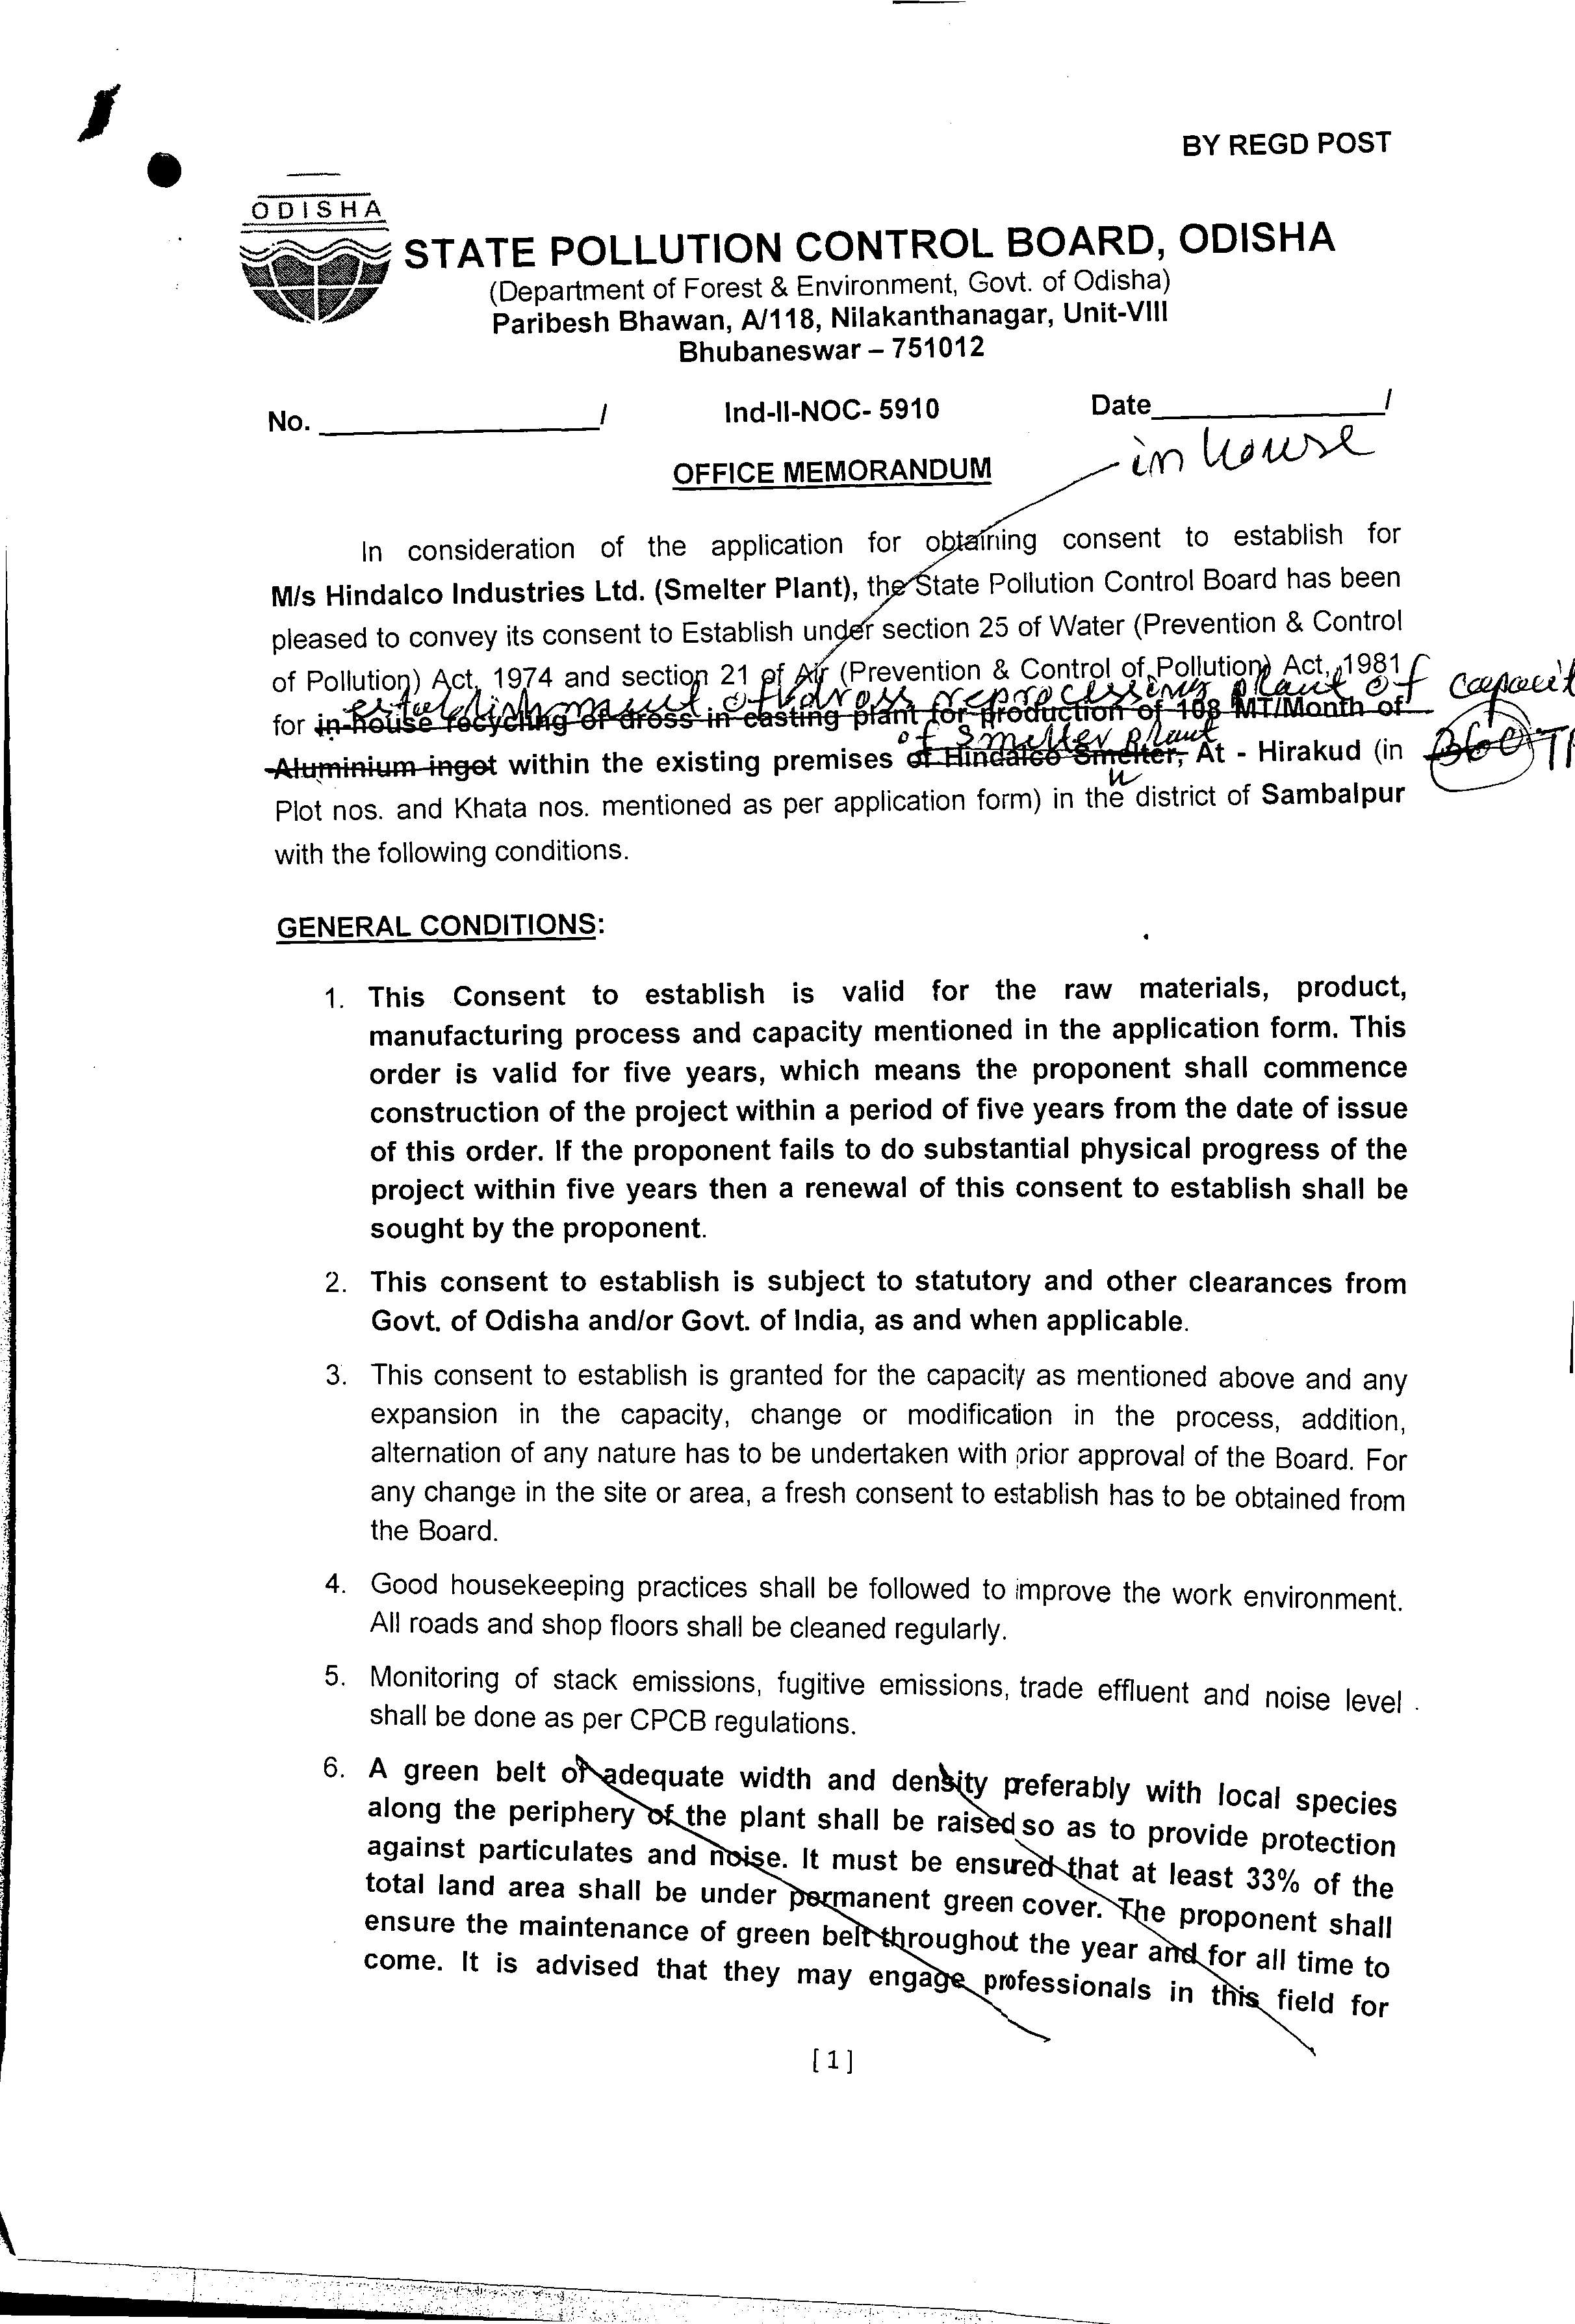 BY REGD POST
ODISHA
STATE POLLUTION CONTROL BOARD, ODISHA
(Department of Forest & Environment, Govt. of Odisha)
Paribesh Bhawan, A/118, Nilakanthanagar, Unit-VIII
Bhubaneswar – 751012
No. ____________/ Ind-II-NOC- 5910 Date____________/
in house
OFFICE MEMORANDUM
In consideration of the application for obtaining consent to establish for
M/s Hindalco Industries Ltd. (Smelter Plant), the State Pollution Control Board has been
pleased to convey its consent to Establish under section 25 of Water (Prevention & Control
of Pollution) Act, 1974 and section 21 of Air (Prevention & Control of Pollution) Act, 1981
establishment of dross reprocessing plant of capacit
for in-house recycling of dross in casting plant for production of 108 MT/Month of
of smelter plant
Aluminium ingot within the existing premises of Hindalco Smelter, At - Hirakud (in
Plot nos. and Khata nos. mentioned as per application form) in the district of Sambalpur
with the following conditions.
GENERAL CONDITIONS:
1. This Consent to establish is valid for the raw materials, product,
manufacturing process and capacity mentioned in the application form. This
order is valid for five years, which means the proponent shall commence
construction of the project within a period of five years from the date of issue
of this order. If the proponent fails to do substantial physical progress of the
project within five years then a renewal of this consent to establish shall be
sought by the proponent.
2. This consent to establish is subject to statutory and other clearances from
Govt. of Odisha and/or Govt. of India, as and when applicable.
3. This consent to establish is granted for the capacity as mentioned above and any
expansion in the capacity, change or modification in the process, addition,
alternation of any nature has to be undertaken with prior approval of the Board. For
any change in the site or area, a fresh consent to establish has to be obtained from
the Board.
4. Good housekeeping practices shall be followed to improve the work environment.
All roads and shop floors shall be cleaned regularly.
5. Monitoring of stack emissions, fugitive emissions, trade effluent and noise level
shall be done as per CPCB regulations.
6. A green belt of adequate width and density preferably with local species
along the periphery of the plant shall be raised so as to provide protection
against particulates and noise. It must be ensured that at least 33% of the
total land area shall be under permanent green cover. The proponent shall
ensure the maintenance of green belt throughout the year and for all time to
come. It is advised that they may engage professionals in this field for
[1]